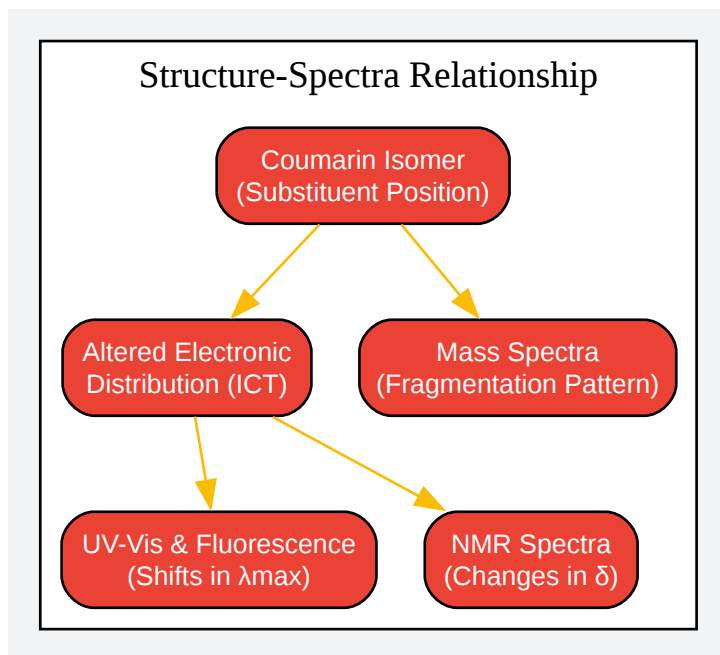 Structure-Spectra Relationship
Coumarin Isomer
(Substituent Position)
Altered Electronic
Distribution (ICT)
Mass Spectra
(Fragmentation Pattern)
UV-Vis & Fluorescence
(Shifts in λmax)
NMR Spectra
(Changes in δ)